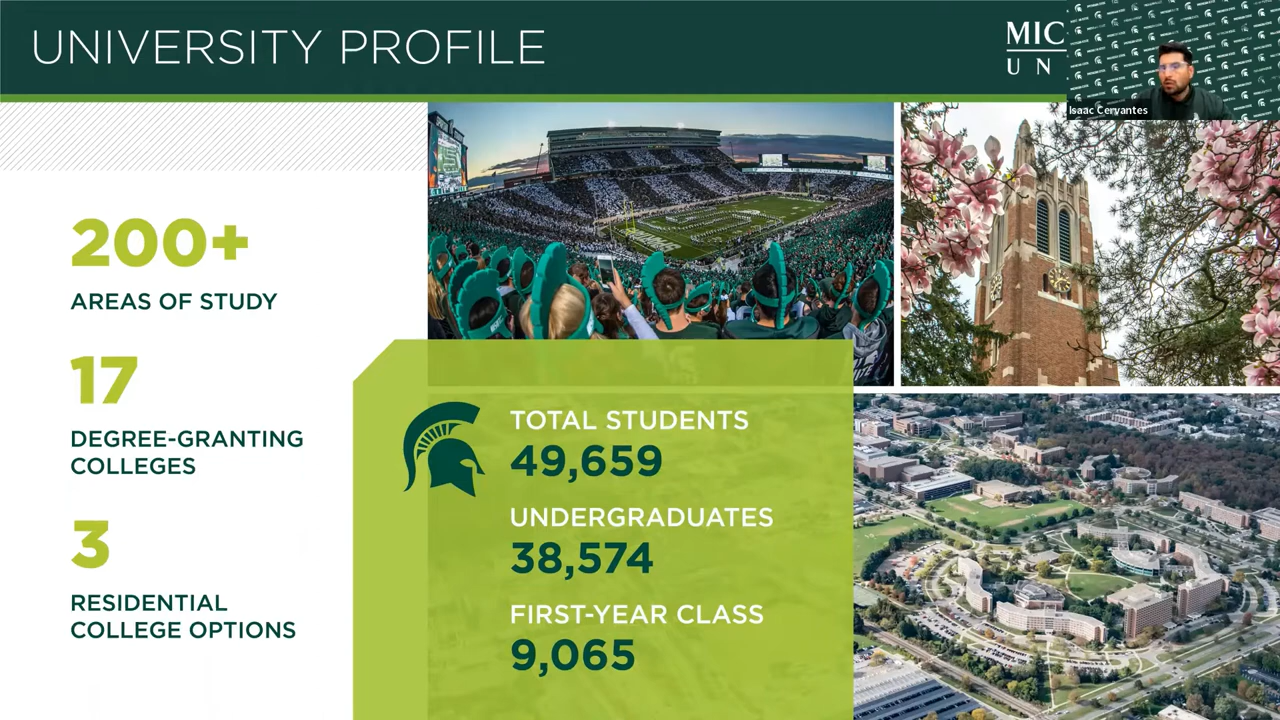 UNIVERSITY PROFILE
MIC
UN
Isaac Cervantes
200+
AREAS OF STUDY
17
DEGREE-GRANTING
COLLEGES
3
RESIDENTIAL
COLLEGE OPTIONS
TOTAL STUDENTS
49,659
UNDERGRADUATES
38,574
FIRST-YEAR CLASS
9,065